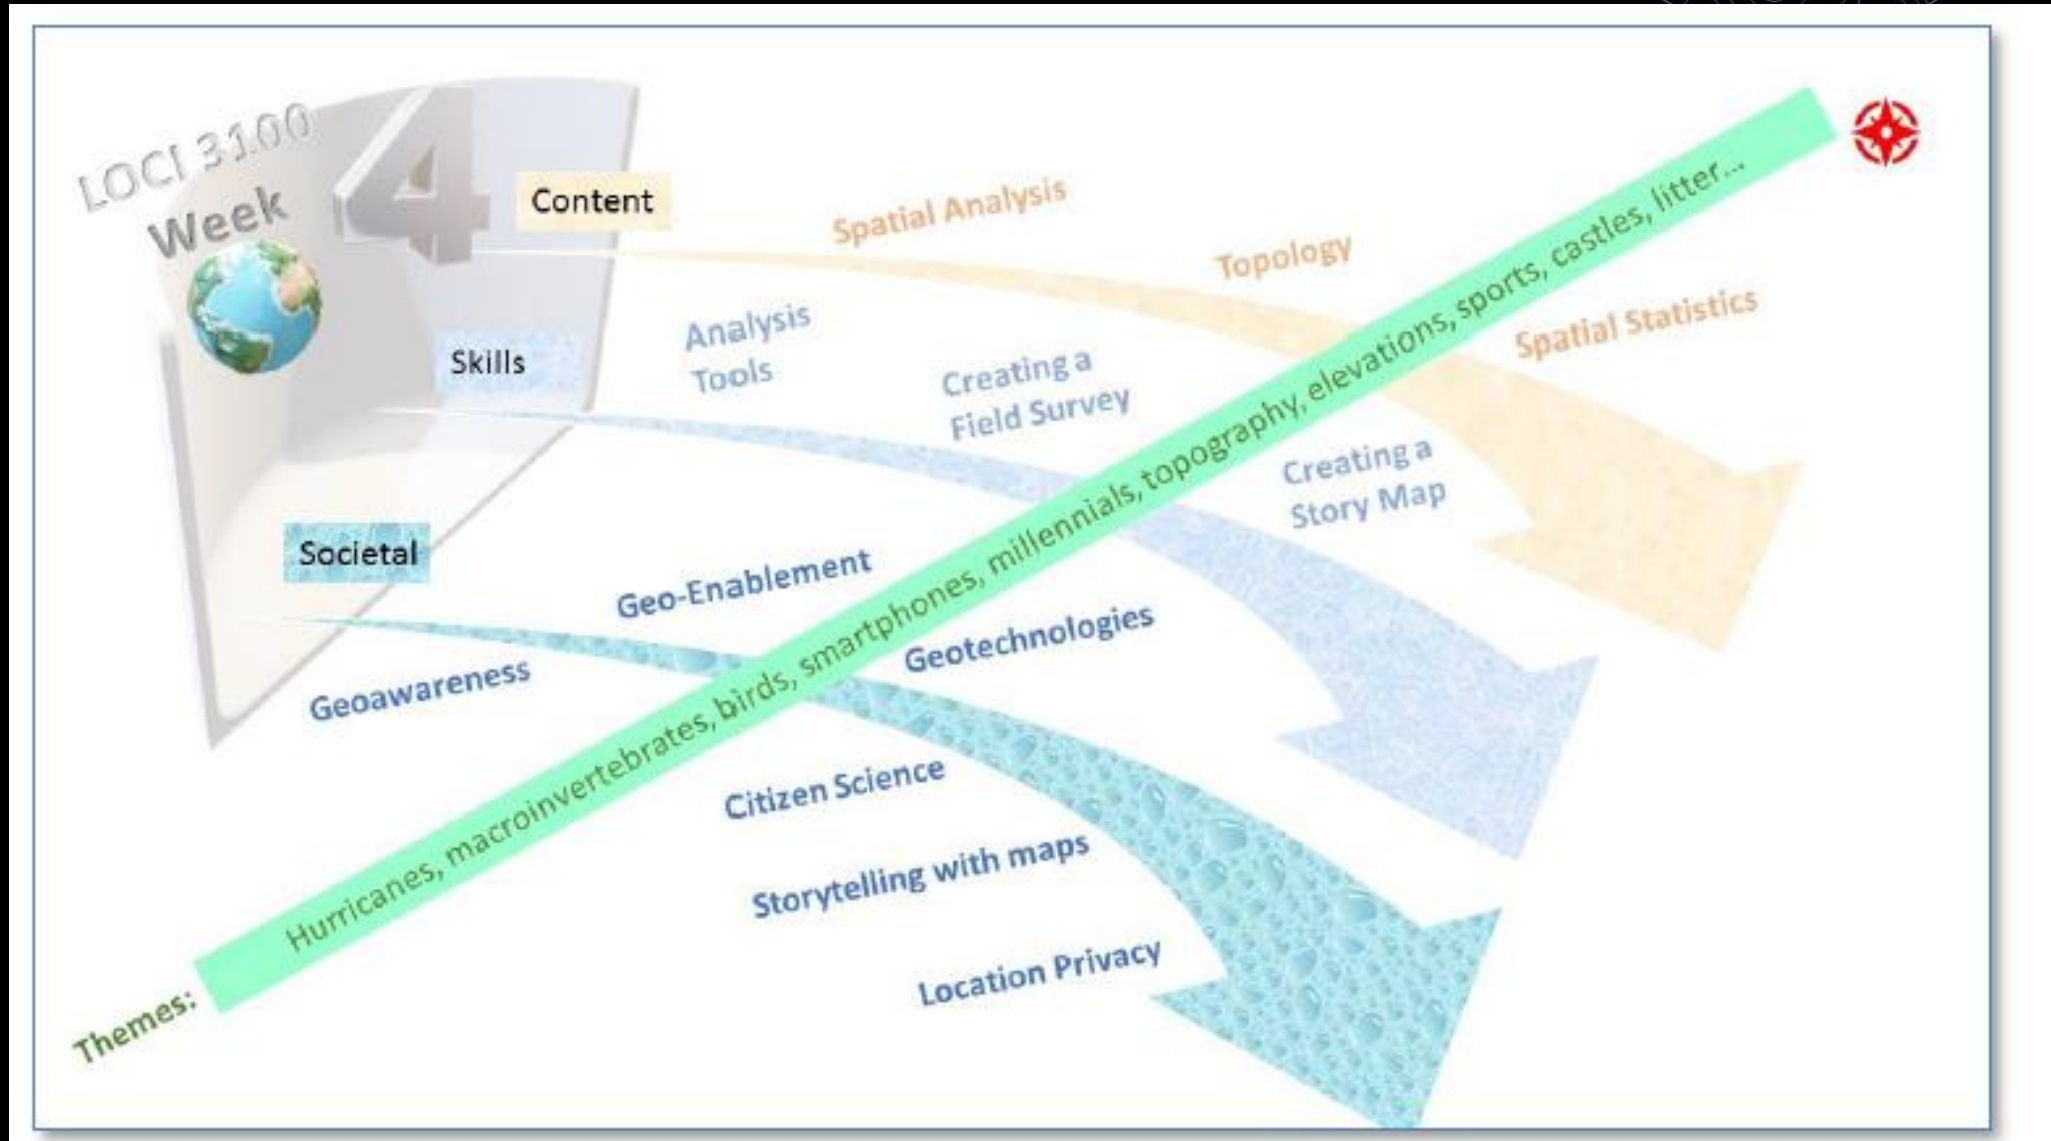 LOCI 3100
Week
4
Content
Spatial Analysis
Topology
Spatial Statistics
Skills
Analysis
Tools
Creating a
Field Survey
Creating a
Story Map
Societal
Geo-Enablement
Geotechnologies
Geoawareness
Citizen Science
Storytelling with maps
Location Privacy
Themes:
Hurricanes, macroinvertebrates, birds, smartphones, millennials, topography, elevations, sports, castles, litter...